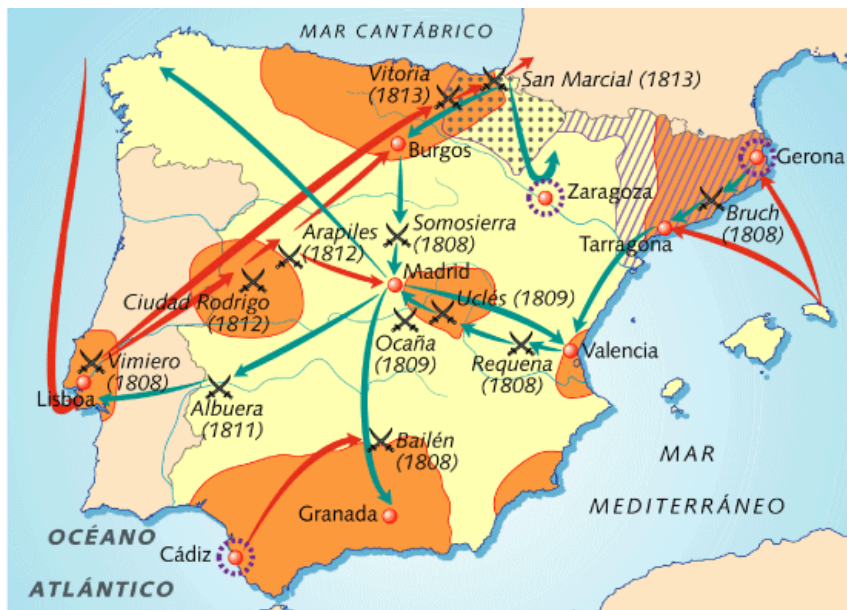 MAR CANTÁBRICO
Vitoria
(1813)
San Marcial (1813)
Burgos
Gerona
Zaragoza
Bruch
(1808)
Somosierra
(1808)
Tarragona
Arapiles
(1812)
Madrid
Ciudad Rodrigo
(1812)
Uclés (1809)
Ocaña
(1809)
Requena
(1808)
Valencia
Vimiero
(1808)
Lisboa
Albuera
(1811)
Bailén
(1808)
MAR
MEDITERRÁNEO
Granada
OCÉANO
ATLÁNTICO
Cádiz